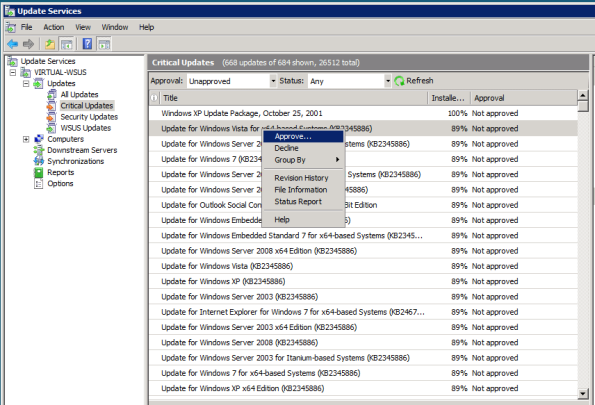 Update Services
File Action View Window Help
Update Services
VIRTUAL-WSUS
Updates
All Updates
Critical Updates
Security Updates
WSUS Updates
Computers
Downstream Servers
Synchronizations
Reports
Options
Critical Updates (668 updates of 684 shown, 26512 total)
Approval: Unapproved Status: Any Refresh
Title Installe... Approval
Windows XP Update Package, October 25, 2001 100% Not approved
Update for Windows Vista for x64-based Systems (KB2345886) 89% Not approved
Update for Windows Server 20 stems (KB2345886) 89% Not approved
Update for Windows 7 (KB234 89% Not approved
Update for Windows Server 20 Systems (KB2345886) 89% Not approved
Update for Windows Server 20 45886) 89% Not approved
Update for Outlook Social Con Bit Edition 89% Not approved
Update for Windows Embedde 89% Not approved
Approve...
Decline
Group By
Revision History
File Information
Status Report
Help
Update for Windows Embedded Standard 7 for x64-based Systems (KB2345... 89% Not approved
Update for Windows Server 2008 x64 Edition (KB2345886) 89% Not approved
Update for Windows Vista (KB2345886) 89% Not approved
Update for Windows XP (KB2345886) 89% Not approved
Update for Windows Server 2003 (KB2345886) 89% Not approved
Update for Internet Explorer for Windows 7 for x64-based Systems (KB2467... 89% Not approved
Update for Windows Server 2003 x64 Edition (KB2345886) 89% Not approved
Update for Windows Server 2008 (KB2345886) 89% Not approved
Update for Windows Server 2003 for Itanium-based Systems (KB2345886) 89% Not approved
Update for Windows 7 for x64-based Systems (KB2345886) 89% Not approved
Update for Windows XP x64 Edition (KB2345886) 89% Not approved